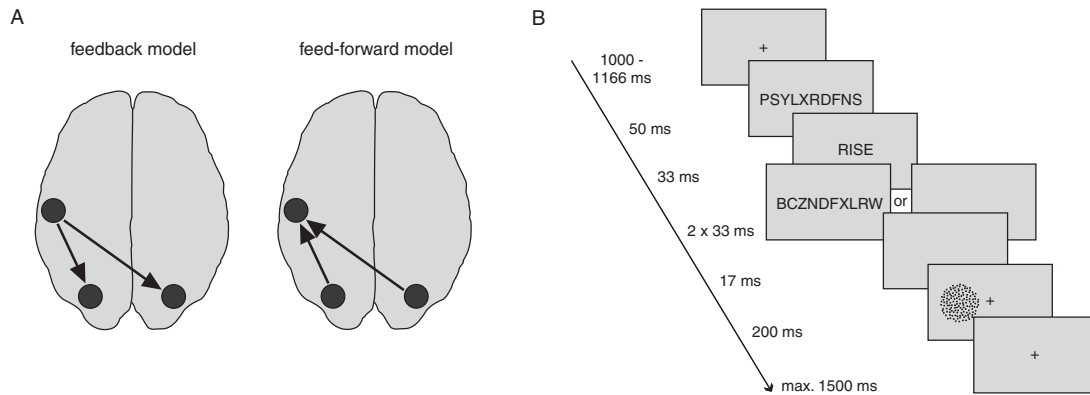 A
feedback model
feed-forward model
B
+
1000 -
1166 ms
PSYLXRDFNS
50 ms
RISE
33 ms
BCZNDFXLRW or
2 x 33 ms
17 ms
+
200 ms
+
max. 1500 ms